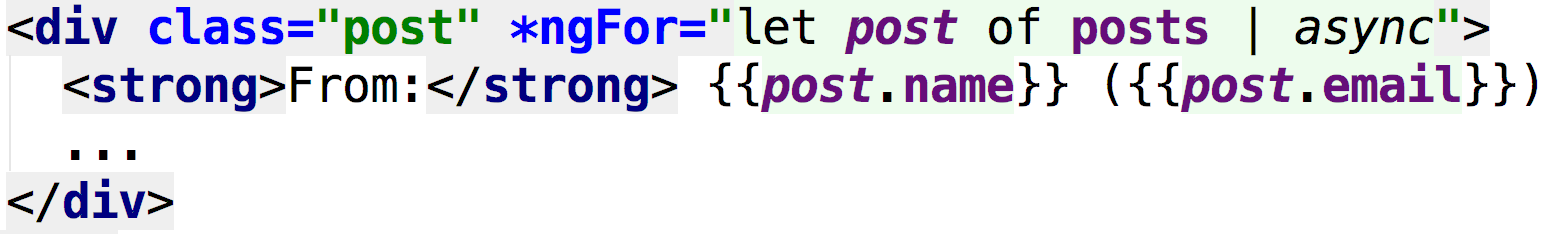 <div class="post" *ngFor="let post of posts | async">
<strong>From:</strong> {{post.name}} ({{post.email}})
...
</div>